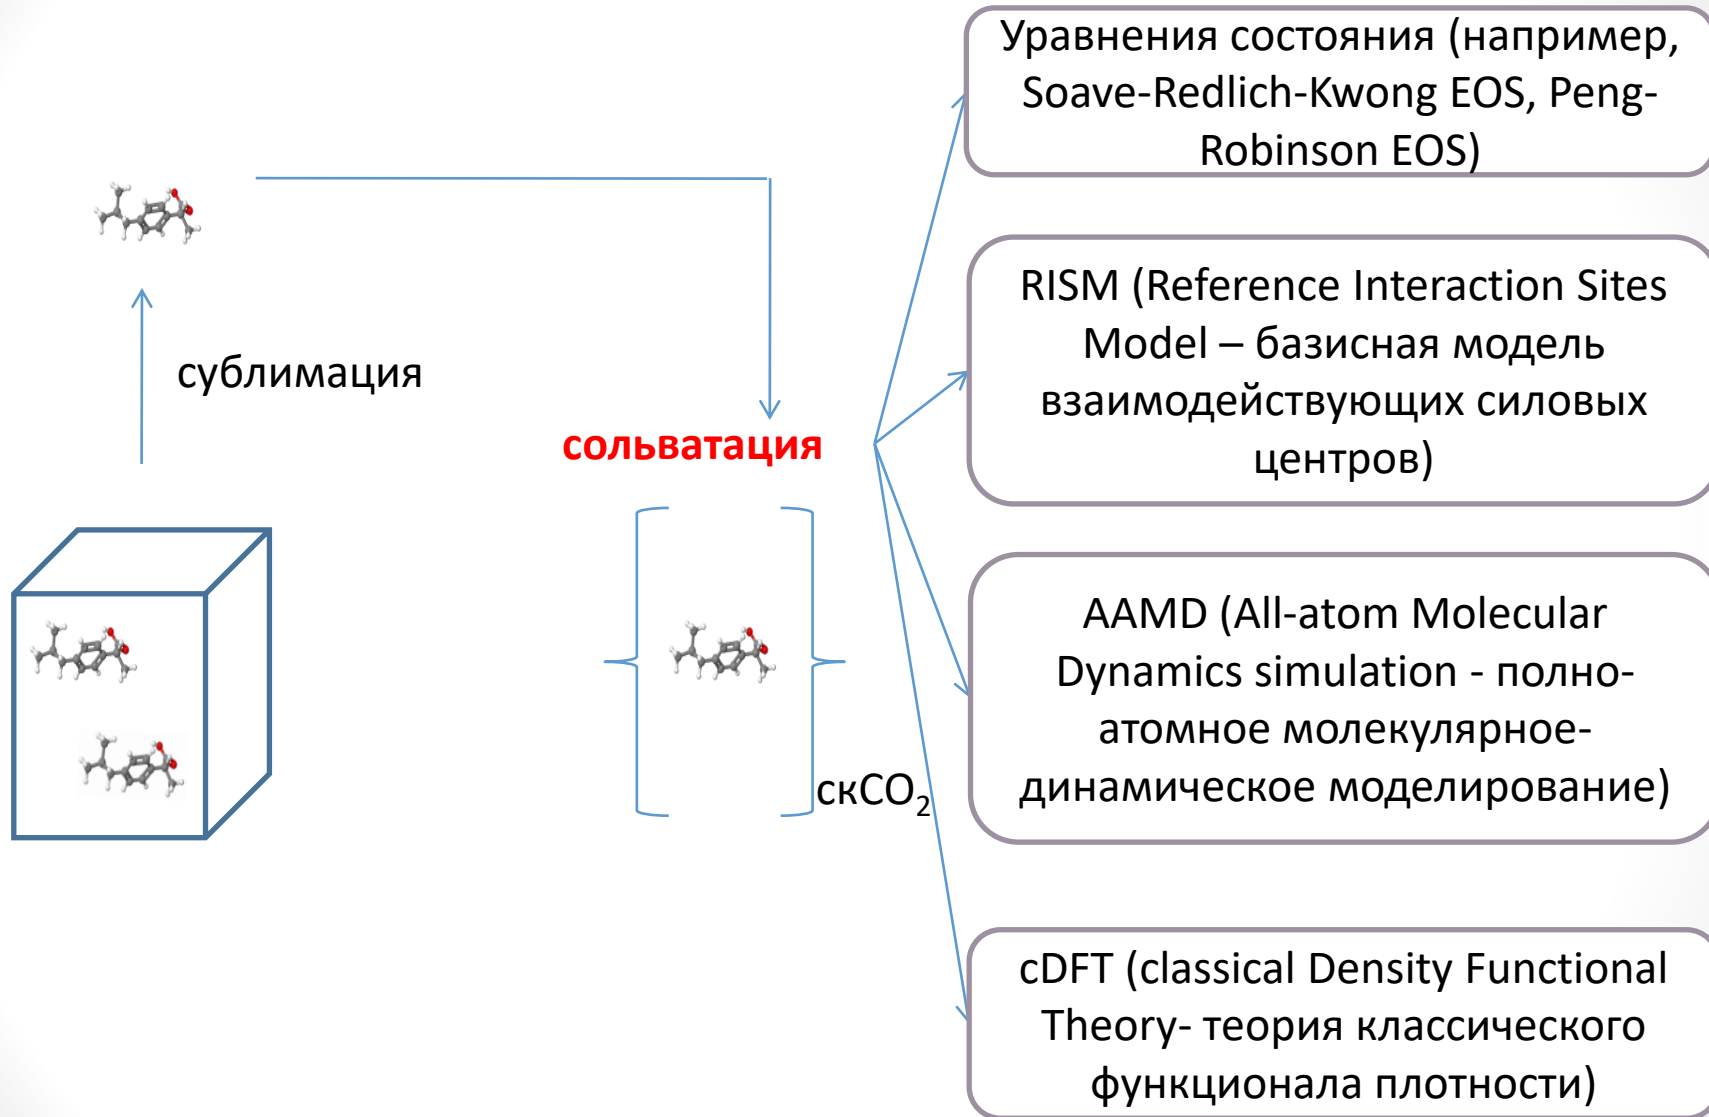 сублимация
сольватация
скCO₂
Уравнения состояния (например,
Soave-Redlich-Kwong EOS, Peng-
Robinson EOS)
RISM (Reference Interaction Sites
Model – базисная модель
взаимодействующих силовых
центров)
AAMD (All-atom Molecular
Dynamics simulation - полно-
атомное молекулярное-
динамическое моделирование)
cDFT (classical Density Functional
Theory- теория классического
функционала плотности)